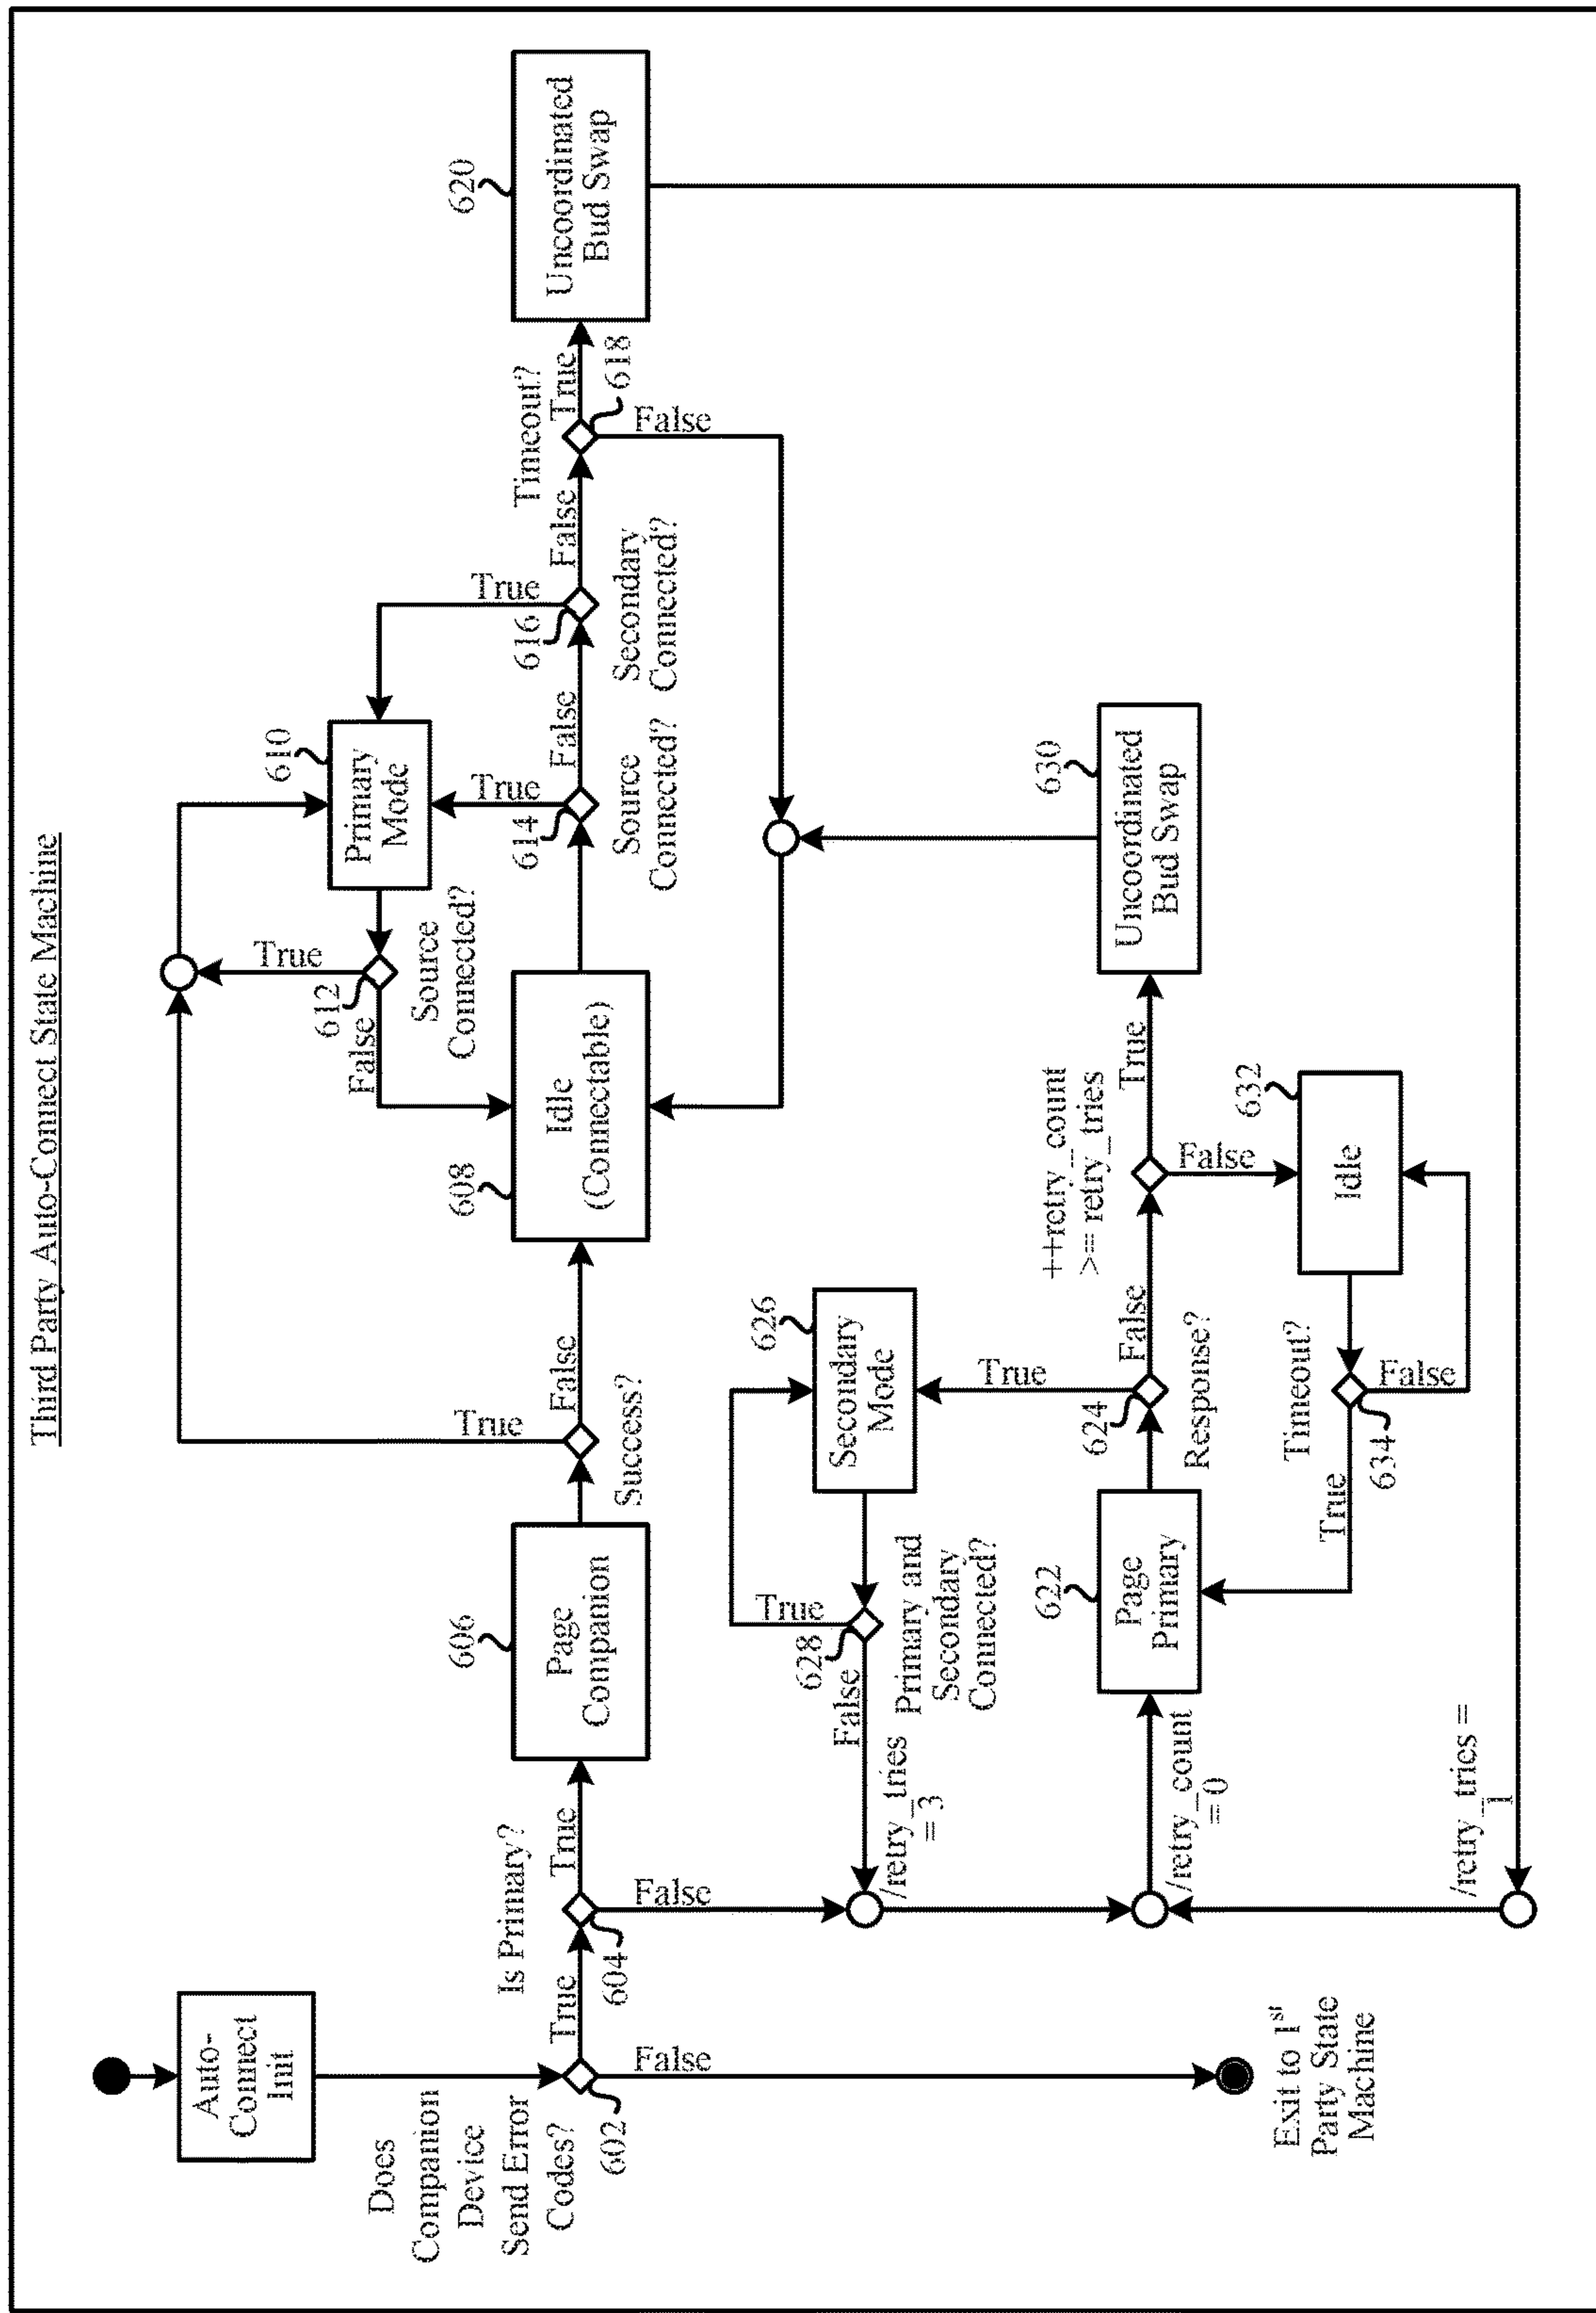 Third Party Auto-Connect State Machine
Auto-
Connect
Init
Does
Companion
Device
Send Error
Codes?
602
True
False
Exit to 1st
Party State
Machine
Is Primary?
604
True
False
606
Page
Companion
Success?
True
False
608
Idle
(Connectable)
610
Primary
Mode
612
True
False
Source
Connected?
614
True
False
Source
Connected?
616
True
False
Secondary
Connected?
Timeout?
True
618
False
620
Uncoordinated
Bud Swap
/retry_tries
= 3
626
Secondary
Mode
628
True
False
Primary and
Secondary
Connected?
/retry_count
= 0
622
Page
Primary
624
True
False
Response?
++retry_count
>= retry_tries
True
False
630
Uncoordinated
Bud Swap
632
Idle
Timeout?
True
False
634
/retry_tries =
1